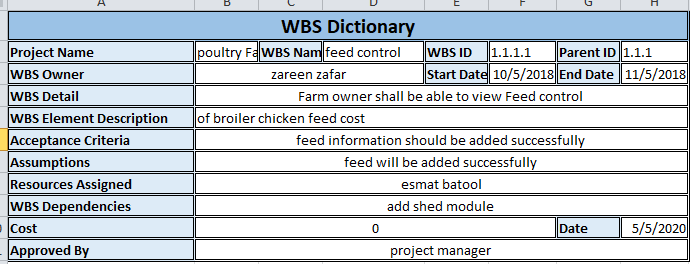 A B C D E F G H
WBS Dictionary
Project Name poultry Fa WBS Nam feed control WBS ID 1.1.1.1 Parent ID 1.1.1
WBS Owner zareen zafar Start Date 10/5/2018 End Date 11/5/2018
WBS Detail Farm owner shall be able to view Feed control
WBS Element Description of broiler chicken feed cost
Acceptance Criteria feed information should be added successfully
Assumptions feed will be added successfully
Resources Assigned esmat batool
WBS Dependencies add shed module
Cost 0 Date 5/5/2020
Approved By project manager